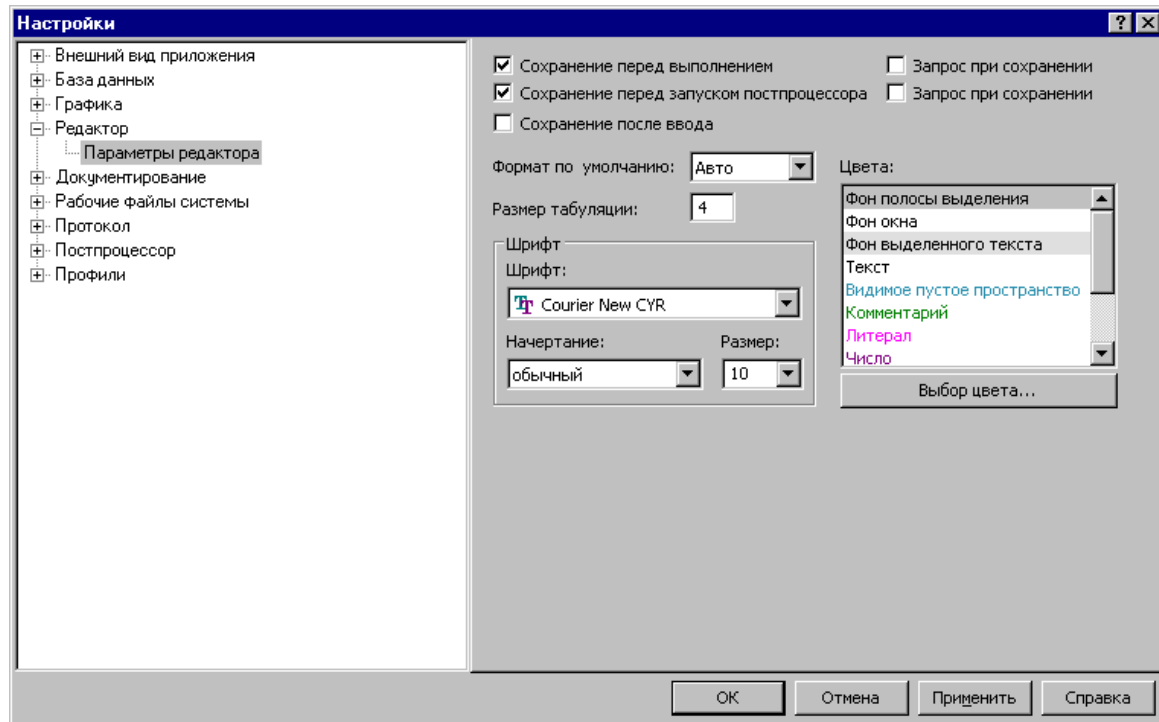 Настройки
Внешний вид приложения
База данных
Графика
Редактор
Параметры редактора
Документирование
Рабочие файлы системы
Протокол
Постпроцессор
Профили
Сохранение перед выполнением
Запрос при сохранении
Сохранение перед запуском постпроцессора
Запрос при сохранении
Сохранение после ввода
Формат по умолчанию: Авто
Размер табуляции: 4
Шрифт
Шрифт:
Courier New CYR
Начертание: Размер:
обычный 10
Цвета:
Фон полосы выделения
Фон окна
Фон выделенного текста
Текст
Видимое пустое пространство
Комментарий
Литерал
Число
Выбор цвета...
ОК Отмена Применить Справка